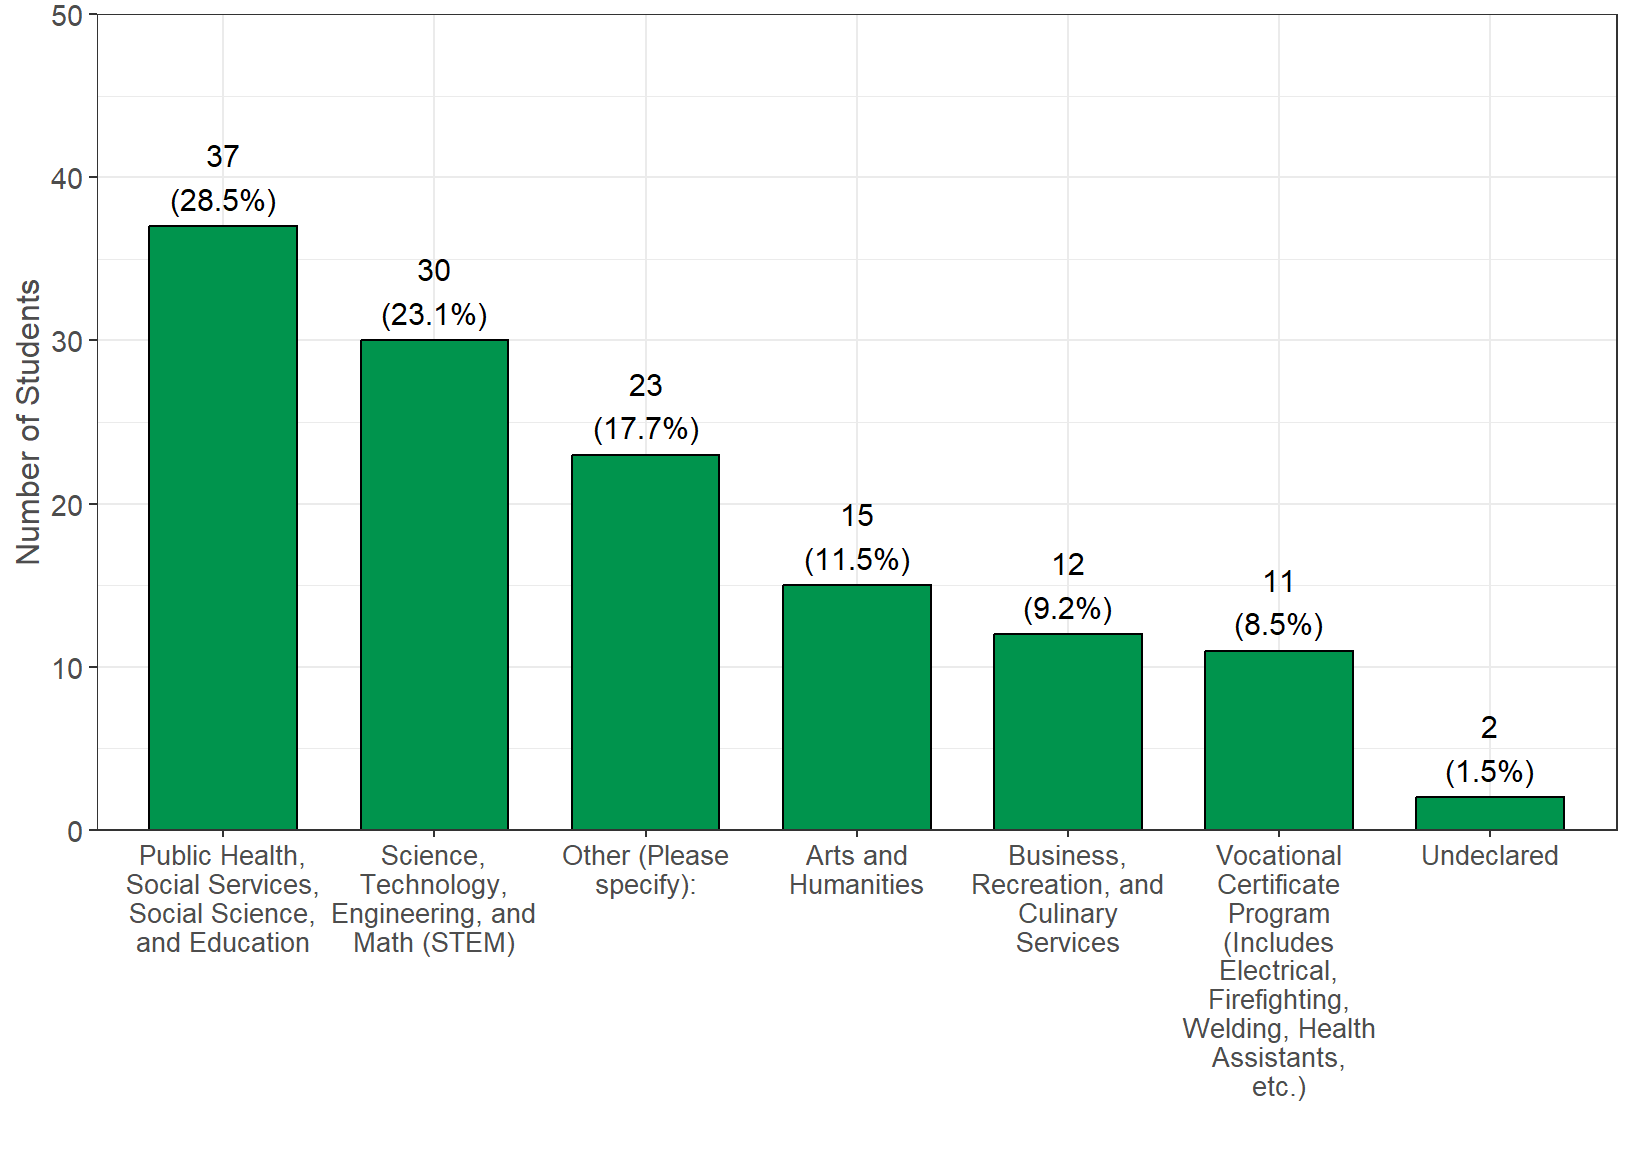 50
40
30
20
10
0
Number of Students
37
(28.5%)
30
(23.1%)
23
(17.7%)
15
(11.5%)
12
(9.2%)
11
(8.5%)
2
(1.5%)
Public Health,
Social Services,
Social Science,
and Education
Science,
Technology,
Engineering, and
Math (STEM)
Other (Please
specify):
Arts and
Humanities
Business,
Recreation, and
Culinary
Services
Vocational
Certificate
Program
(Includes
Electrical,
Firefighting,
Welding, Health
Assistants,
etc.)
Undeclared